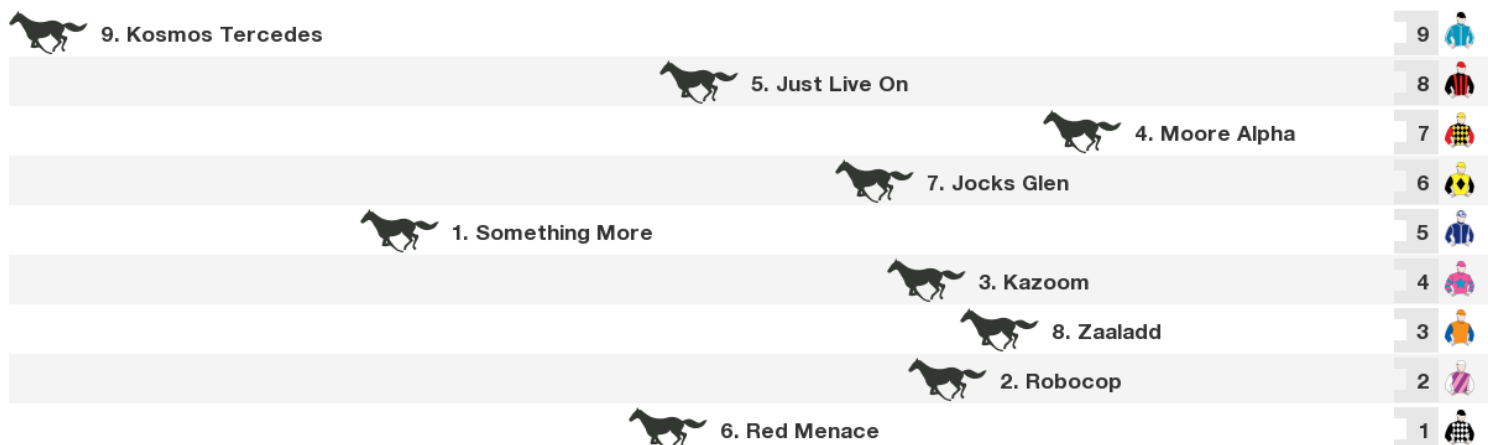 9. Kosmos Tercedes 9
5. Just Live On 8
4. Moore Alpha 7
7. Jocks Glen 6
1. Something More 5
3. Kazoom 4
8. Zaaladd 3
2. Robocop 2
6. Red Menace 1